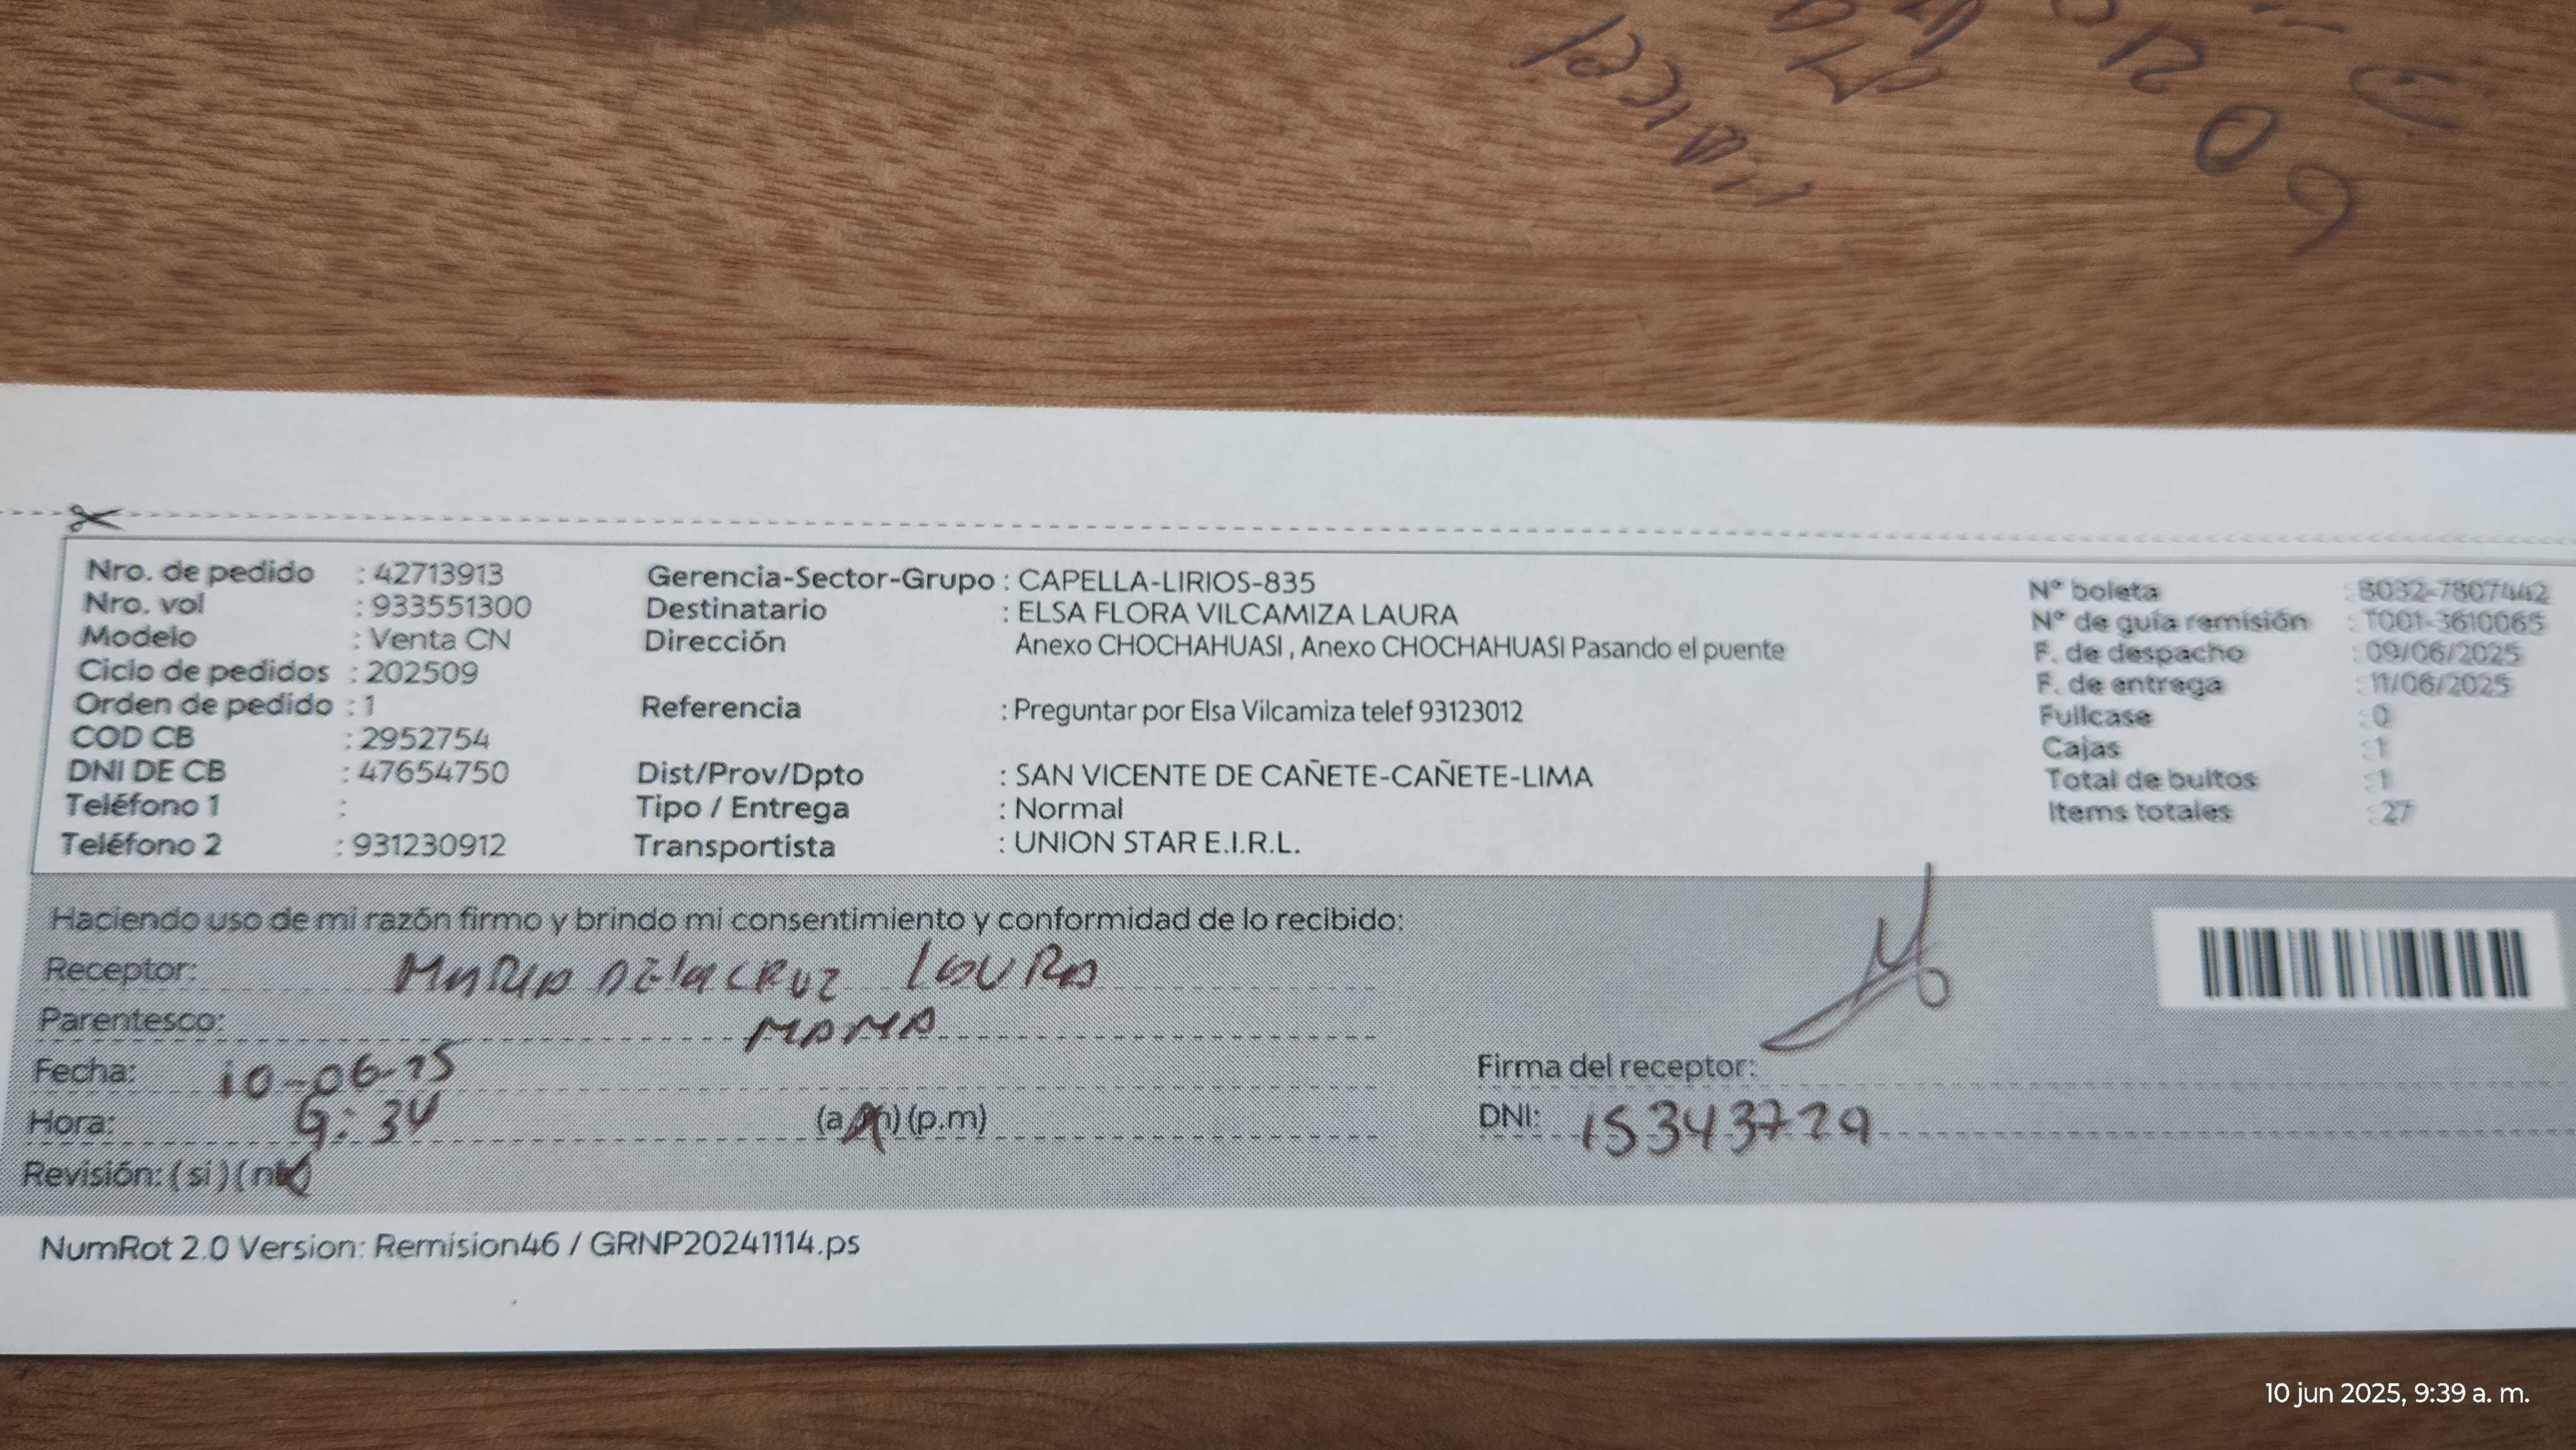 Nro. de pedido : 42713913
Nro. vol : 933551300
Modelo : Venta CN
Ciclo de pedidos : 202509
Orden de pedido : 1
COD CB : 2952754
DNI DE CB : 47654750
Teléfono 1 :
Teléfono 2 : 931230912
Gerencia-Sector-Grupo : CAPELLA-LIRIOS-835
Destinatario : ELSA FLORA VILCAMIZA LAURA
Dirección Anexo CHOCHAHUASI , Anexo CHOCHAHUASI Pasando el puente
Referencia : Preguntar por Elsa Vilcamiza telef 93123012
Dist/Prov/Dpto : SAN VICENTE DE CAÑETE-CAÑETE-LIMA
Tipo / Entrega : Normal
Transportista : UNION STAR E.I.R.L.
N° boleta : B032-7807442
N° de guía remisión : T001-3610065
F. de despacho : 09/06/2025
F. de entrega : 11/06/2025
Fullcase : 0
Cajas : 1
Total de bultos : 1
Items totales : 27
Haciendo uso de mi razón firmo y brindo mi consentimiento y conformidad de lo recibido:
Receptor: MARIA DE la CRUZ
Parentesco: MAMA
Fecha: 10-06-25
Hora: 9:34 (a.m) (p.m)
Revisión: ( si ) ( no )
Firma del receptor:
DNI: 15343729
NumRot 2.0 Version: Remision46 / GRNP20241114.ps
10 jun 2025, 9:39 a. m.